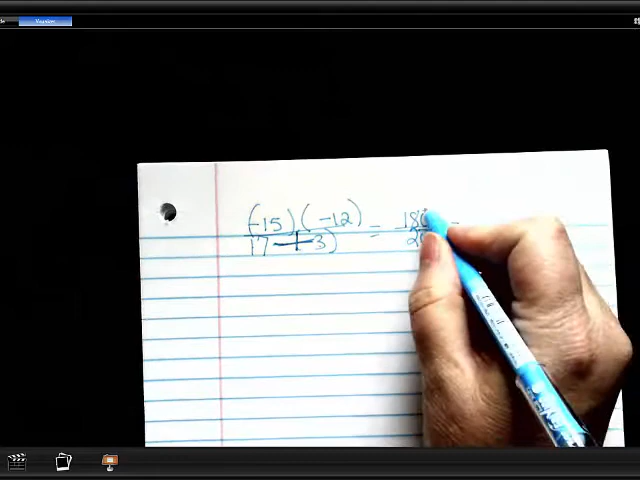 (-15)(-12) = 180
17 + 3) 20